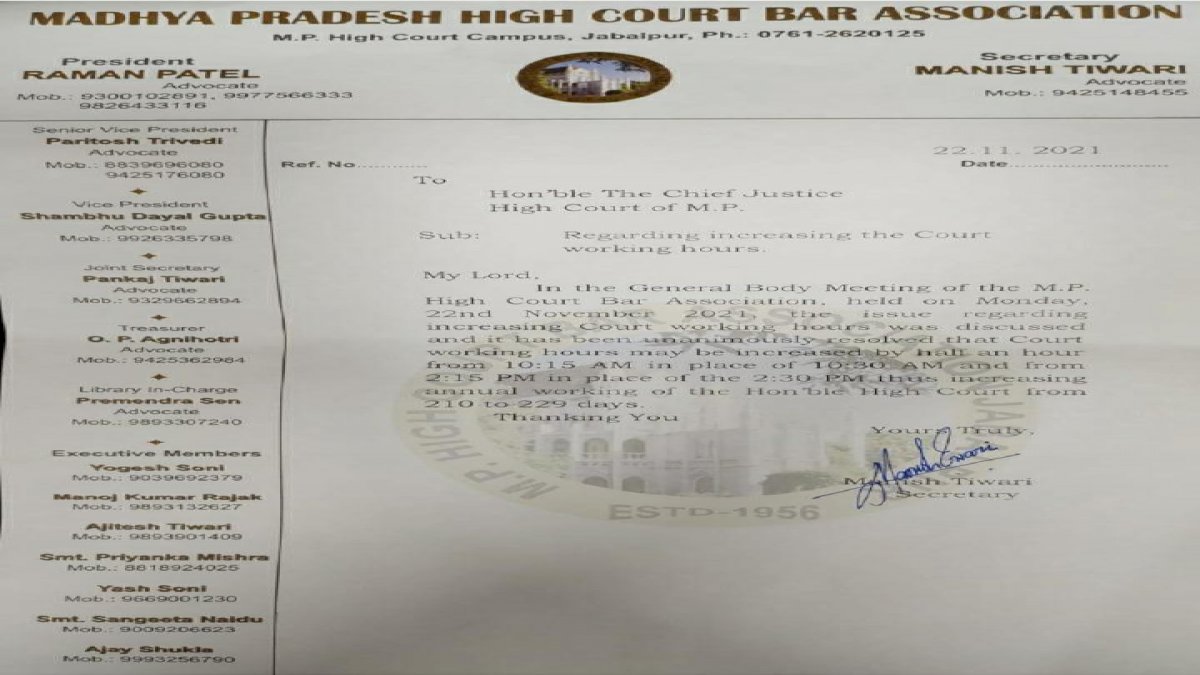 MADHYA PRADESH HIGH COURT BAR ASSOCIATION
M.P. High Court Campus, Jabalpur, Ph.: 0761-2620125
President
RAMAN PATEL
Advocate
Mob.: 9300102891, 9977566333
9826433116
Secretary
MANISH TIWARI
Advocate
Mob.: 9425148455
Senior Vice President
Paritosh Trivedi
Advocate
Mob.: 8839696080
9425176080
Vice President
Shambhu Dayal Gupta
Advocate
Mob.: 9926335798
Joint Secretary
Pankaj Tiwari
Advocate
Mob.: 9329662894
Treasurer
O. P. Agnihotri
Advocate
Mob.: 9425362984
Library In-Charge
Premendra Sen
Advocate
Mob.: 9893307240
Executive Members
Yogesh Soni
Mob.: 9039692379
Manoj Kumar Rajak
Mob.: 9893132627
Ajitesh Tiwari
Mob.: 9893901409
Smt. Priyanka Mishra
Mob.: 8818924025
Yash Soni
Mob.: 9669001230
Smt. Sangeeta Naidu
Mob.: 9009206623
Ajay Shukla
Mob.: 9993256790
22.11. 2021
Ref. No............ Date............................
To
Hon'ble The Chief Justice
High Court of M.P.
Sub: Regarding increasing the Court
working hours.
My Lord,
In the General Body Meeting of the M.P.
High Court Bar Association, held on Monday,
22nd November 2021, the issue regarding
increasing Court working hours was discussed
and it has been unanimously resolved that Court
working hours may be increased by half an hour
from 10:15 AM in place of 10:30 AM and from
2:15 PM in place of the 2:30 PM thus increasing
annual working of the Hon'ble High Court from
210 to 229 days.
Thanking You
Yours Truly,
Manish Tiwari
Manish Tiwari
Secretary
M.P. HIGH
ESTD-1956